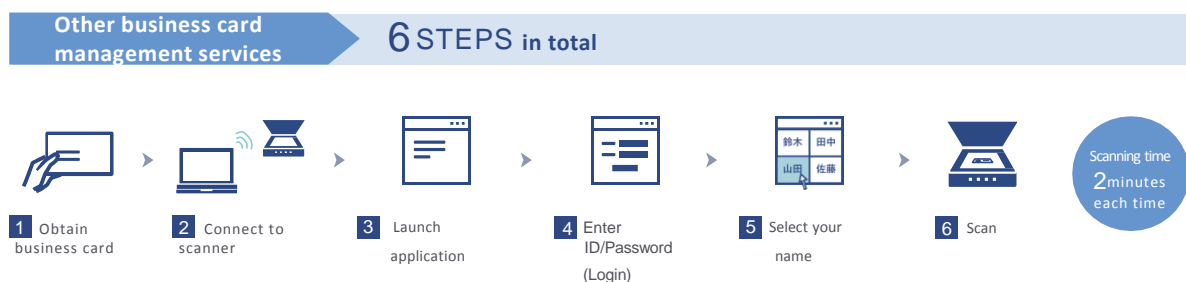 Other business card
management services
6 STEPS in total
鈴木 田中
山田 佐藤
1 Obtain
business card
2 Connect to
scanner
3 Launch
application
4 Enter
ID/Password
(Login)
5 Select your
name
6 Scan
Scanning time
2minutes
each time